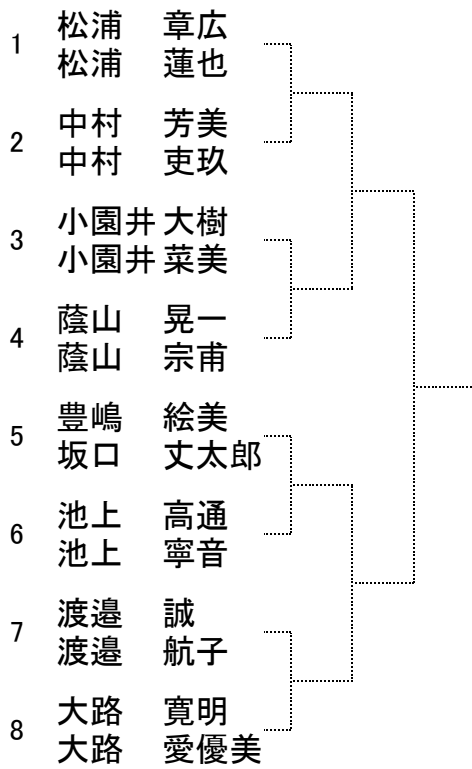 1
松浦 章広
松浦 蓮也
2
中村 芳美
中村 吏玖
3
小園井 大樹
小園井 菜美
4
蔭山 晃一
蔭山 宗甫
5
豊嶋 絵美
坂口 丈太郎
6
池上 高通
池上 寧音
7
渡邉 誠
渡邉 航子
8
大路 寛明
大路 愛優美